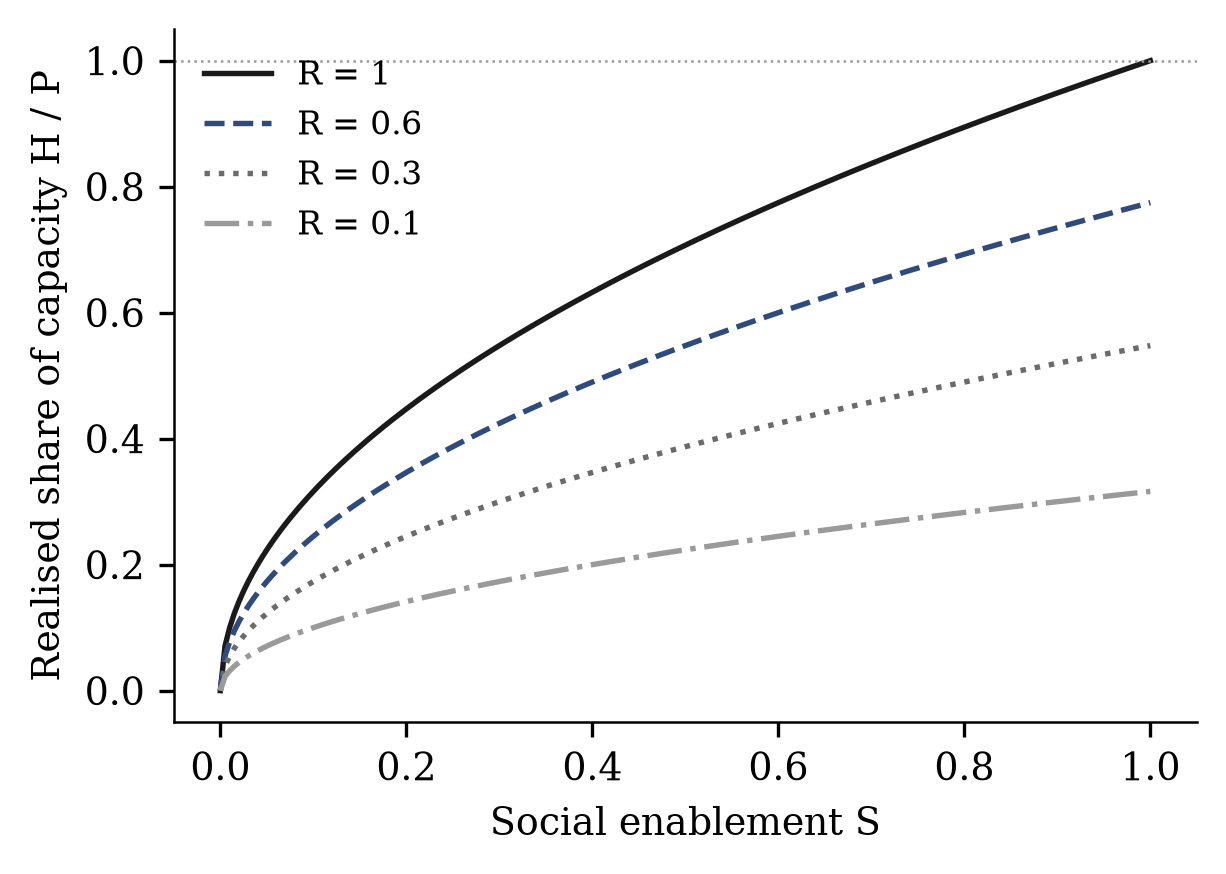 Realised share of capacity H / P
1.0
0.8
0.6
0.4
0.2
0.0
R = 1
R = 0.6
R = 0.3
R = 0.1
0.0 0.2 0.4 0.6 0.8 1.0
Social enablement S